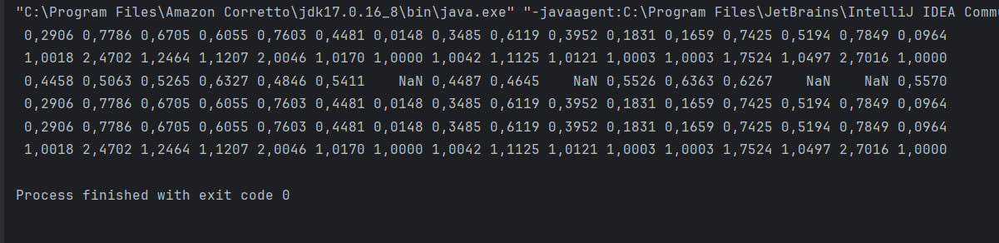 "C:\Program Files\Amazon Corretto\jdk17.0.16_8\bin\java.exe" "-javaagent:C:\Program Files\JetBrains\IntelliJ IDEA Comm
0,2906 0,7786 0,6705 0,6055 0,7603 0,4481 0,0148 0,3485 0,6119 0,3952 0,1831 0,1659 0,7425 0,5194 0,7849 0,0964
1,0018 2,4702 1,2464 1,1207 2,0046 1,0170 1,0000 1,0042 1,1125 1,0121 1,0003 1,0003 1,7524 1,0497 2,7016 1,0000
0,4458 0,5063 0,5265 0,6327 0,4846 0,5411 NaN 0,4487 0,4645 NaN 0,5526 0,6363 0,6267 NaN NaN 0,5570
0,2906 0,7786 0,6705 0,6055 0,7603 0,4481 0,0148 0,3485 0,6119 0,3952 0,1831 0,1659 0,7425 0,5194 0,7849 0,0964
0,2906 0,7786 0,6705 0,6055 0,7603 0,4481 0,0148 0,3485 0,6119 0,3952 0,1831 0,1659 0,7425 0,5194 0,7849 0,0964
1,0018 2,4702 1,2464 1,1207 2,0046 1,0170 1,0000 1,0042 1,1125 1,0121 1,0003 1,0003 1,7524 1,0497 2,7016 1,0000
Process finished with exit code 0